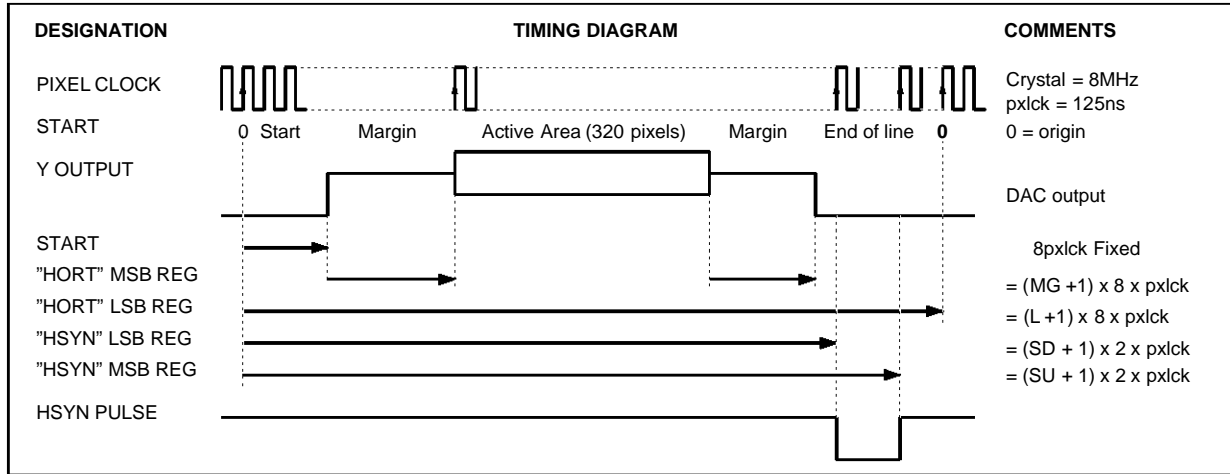 DESIGNATION TIMING DIAGRAM COMMENTS
PIXEL CLOCK Crystal = 8MHz
pxlck = 125ns
START 0 Start Margin Active Area (320 pixels) Margin End of line 0 0 = origin
Y OUTPUT
DAC output
START 8pxlck Fixed
”HORT” MSB REG = (MG +1) x 8 x pxlck
”HORT” LSB REG = (L +1) x 8 x pxlck
”HSYN” LSB REG = (SD + 1) x 2 x pxlck
”HSYN” MSB REG = (SU + 1) x 2 x pxlck
HSYN PULSE